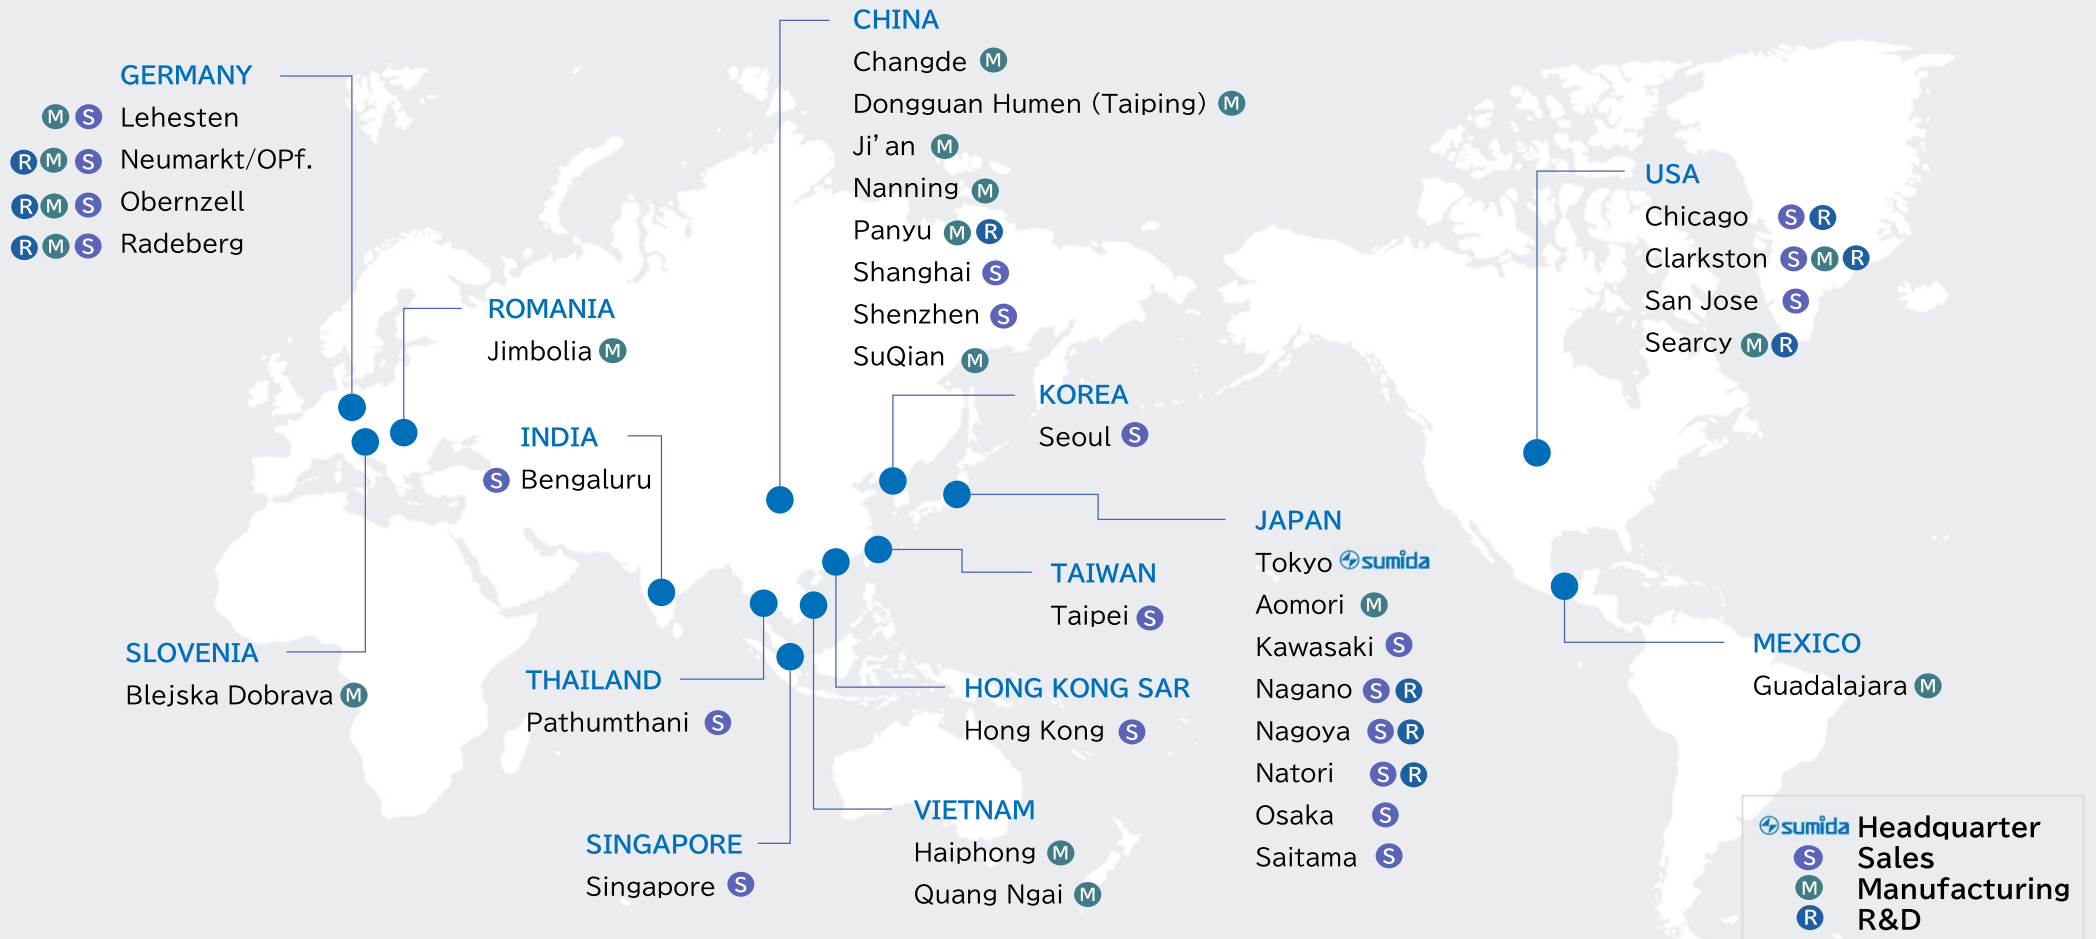 GERMANY
M S Lehesten
R M S Neumarkt/OPf.
R M S Obernzell
R M S Radeberg
ROMANIA
Jimbolia M
INDIA
S Bengaluru
SLOVENIA
Blejska Dobrava M
THAILAND
Pathumthani S
SINGAPORE
Singapore S
CHINA
Changde M
Dongguan Humen (Taiping) M
Ji’an M
Nanning M
Panyu M R
Shanghai S
Shenzhen S
SuQian M
KOREA
Seoul S
TAIWAN
Taipei S
HONG KONG SAR
Hong Kong S
VIETNAM
Haiphong M
Quang Ngai M
JAPAN
Tokyo sumida
Aomori M
Kawasaki S
Nagano S R
Nagoya S R
Natori S R
Osaka S
Saitama S
USA
Chicago S R
Clarkston S M R
San Jose S
Searcy M R
MEXICO
Guadalajara M
sumida Headquarter
S Sales
M Manufacturing
R R&D